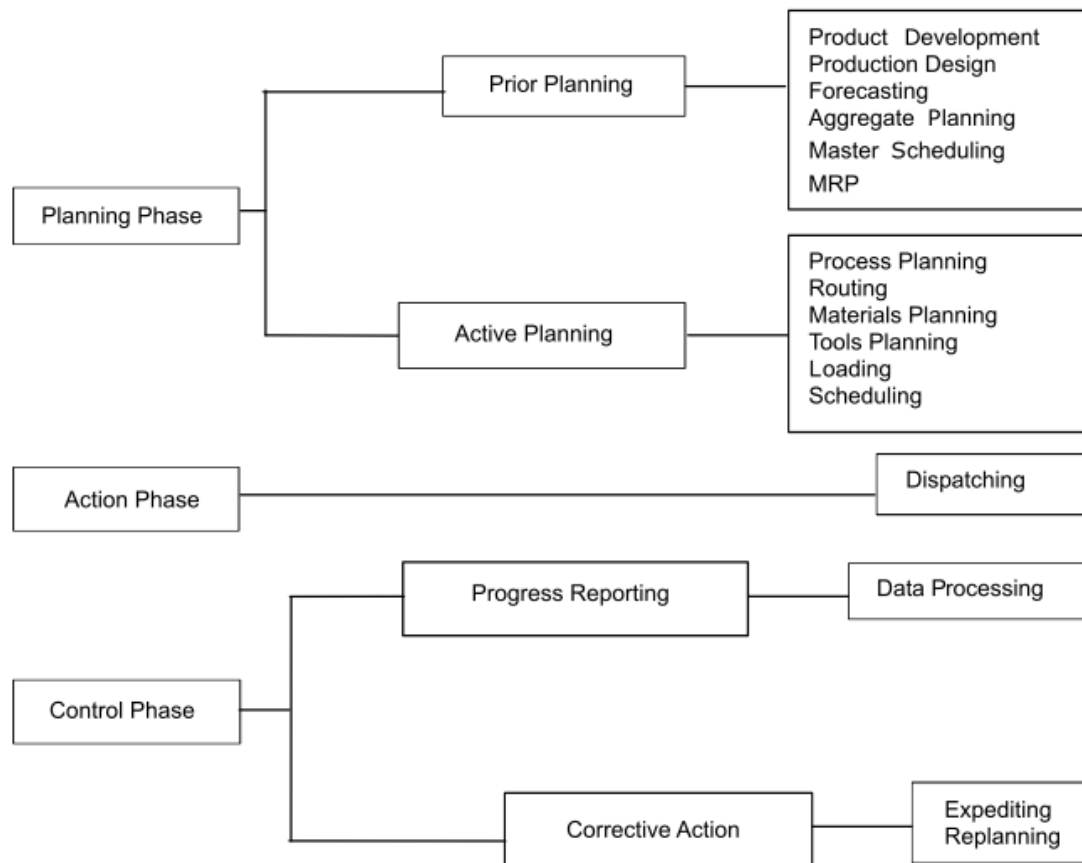 Planning Phase
Prior Planning
Product Development
Production Design
Forecasting
Aggregate Planning
Master Scheduling
MRP
Active Planning
Process Planning
Routing
Materials Planning
Tools Planning
Loading
Scheduling
Action Phase
Dispatching
Control Phase
Progress Reporting
Data Processing
Corrective Action
Expediting
Replanning